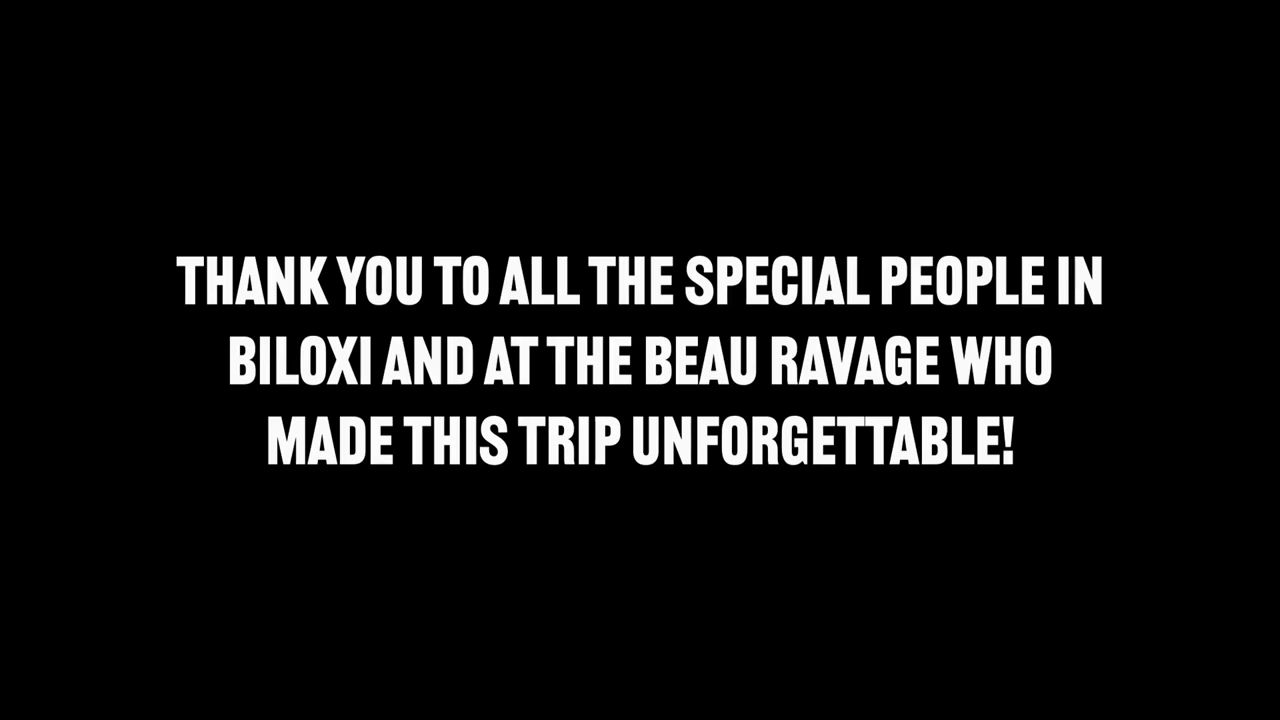 THANK YOU TO ALL THE SPECIAL PEOPLE IN
BILOXI AND AT THE BEAU RAVAGE WHO
MADE THIS TRIP UNFORGETTABLE!